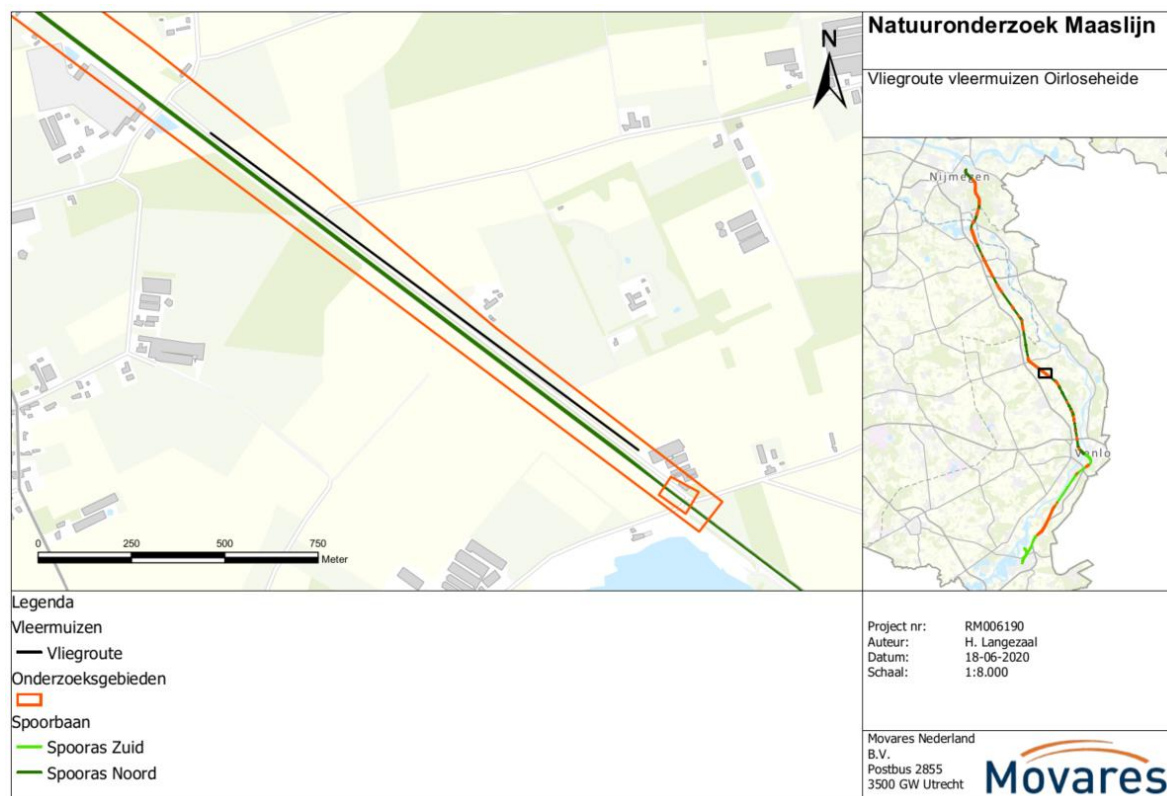 Natuuronderzoek Maaslijn
Vliegroute vleermuizen Oirloseheide
N
Nijmegen
Venlo
0 250 500 750
Meter
Legenda
Vleermuizen
Vliegroute
Onderzoeksgebieden
Spoorbaan
Spooras Zuid
Spooras Noord
Project nr: RM006190
Auteur: H. Langezaal
Datum: 18-06-2020
Schaal: 1:8.000
Movares Nederland
B.V.
Postbus 2855
3500 GW Utrecht
Movares